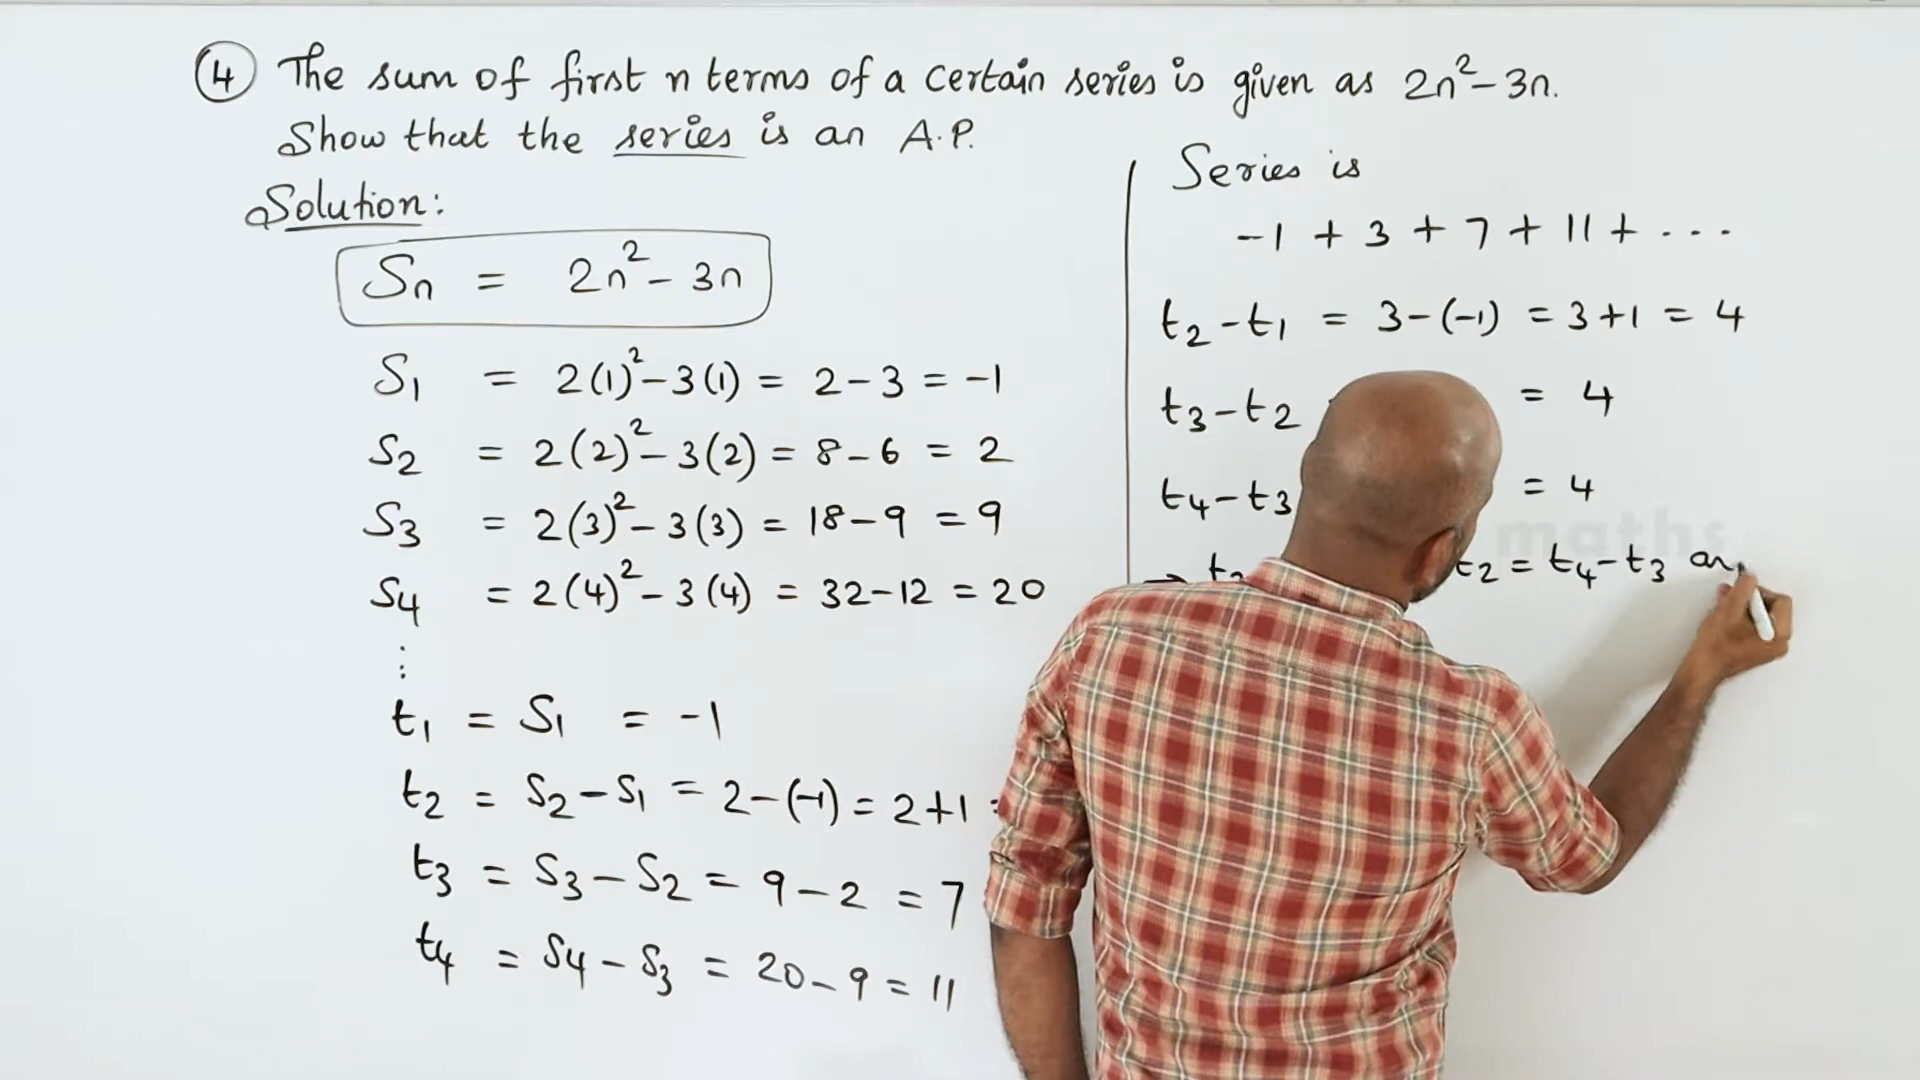 4 The sum of first n terms of a certain series is given as 2n² - 3n.
Show that the series is an A.P.
Solution:
Sn = 2n² - 3n
S1 = 2(1)² - 3(1) = 2 - 3 = -1
S2 = 2(2)² - 3(2) = 8 - 6 = 2
S3 = 2(3)² - 3(3) = 18 - 9 = 9
S4 = 2(4)² - 3(4) = 32 - 12 = 20
⋮
t1 = S1 = -1
t2 = S2 - S1 = 2 - (-1) = 2 + 1 =
t3 = S3 - S2 = 9 - 2 = 7
t4 = S4 - S3 = 20 - 9 = 11
Series is
-1 + 3 + 7 + 11 + ...
t2 - t1 = 3 - (-1) = 3 + 1 = 4
t3 - t2 = 4
t4 - t3 = 4
maths
t2 = t4 - t3 an